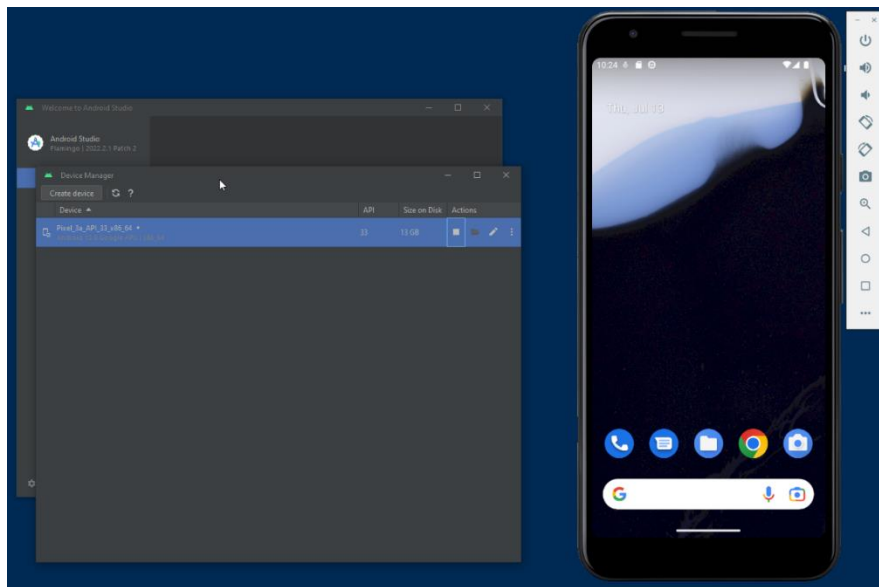 Welcome to Android Studio
Android Studio
Flamingo | 2022.2.1 Patch 2
Device Manager
Create device ?
Device API Size on Disk Actions
Pixel_3a_API_33_x86_64
33 13 GB
10:24
Thu, Jul 13
G